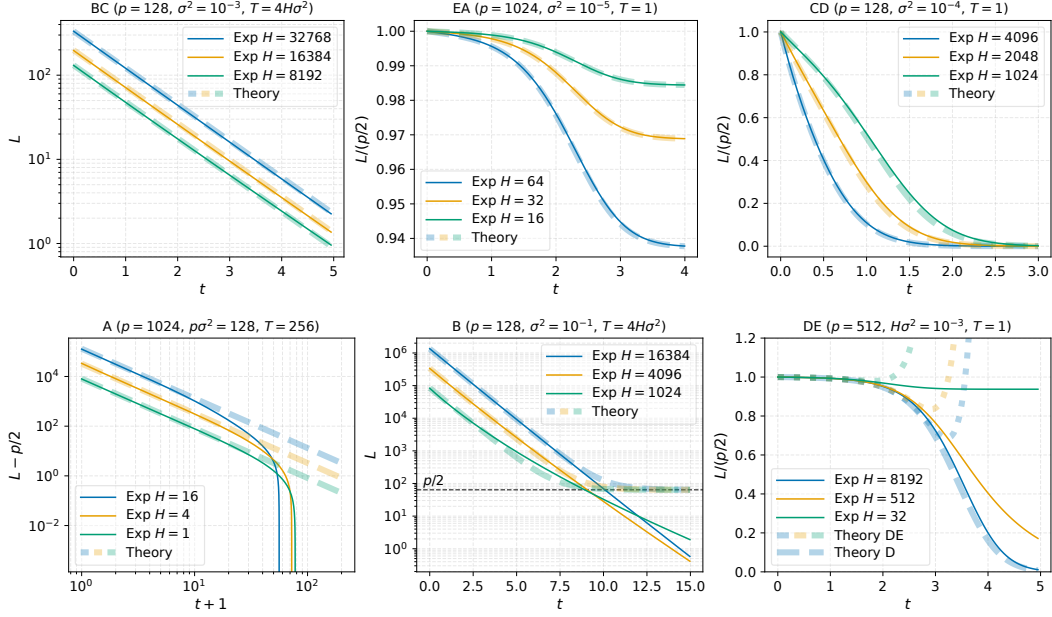 BC (p = 128, σ² = 10⁻³, T = 4Hσ²)
10²
10¹
10⁰
L
0 1 2 3 4 5
t
Exp H = 32768
Exp H = 16384
Exp H = 8192
Theory
EA (p = 1024, σ² = 10⁻⁵, T = 1)
1.00
0.99
0.98
0.97
0.96
0.95
0.94
L/(p/2)
0 1 2 3 4
t
Exp H = 64
Exp H = 32
Exp H = 16
Theory
CD (p = 128, σ² = 10⁻⁴, T = 1)
1.0
0.8
0.6
0.4
0.2
0.0
L/(p/2)
0.0 0.5 1.0 1.5 2.0 2.5 3.0
t
Exp H = 4096
Exp H = 2048
Exp H = 1024
Theory
A (p = 1024, pσ² = 128, T = 256)
10⁴
10²
10⁰
10⁻²
L − p/2
10⁰ 10¹ 10²
t + 1
Exp H = 16
Exp H = 4
Exp H = 1
Theory
B (p = 128, σ² = 10⁻¹, T = 4Hσ²)
10⁶
10⁵
10⁴
10³
10²
10¹
10⁰
L
p/2
0.0 2.5 5.0 7.5 10.0 12.5 15.0
t
Exp H = 16384
Exp H = 4096
Exp H = 1024
Theory
DE (p = 512, Hσ² = 10⁻³, T = 1)
1.2
1.0
0.8
0.6
0.4
0.2
0.0
L/(p/2)
0 1 2 3 4 5
t
Exp H = 8192
Exp H = 512
Exp H = 32
Theory DE
Theory D